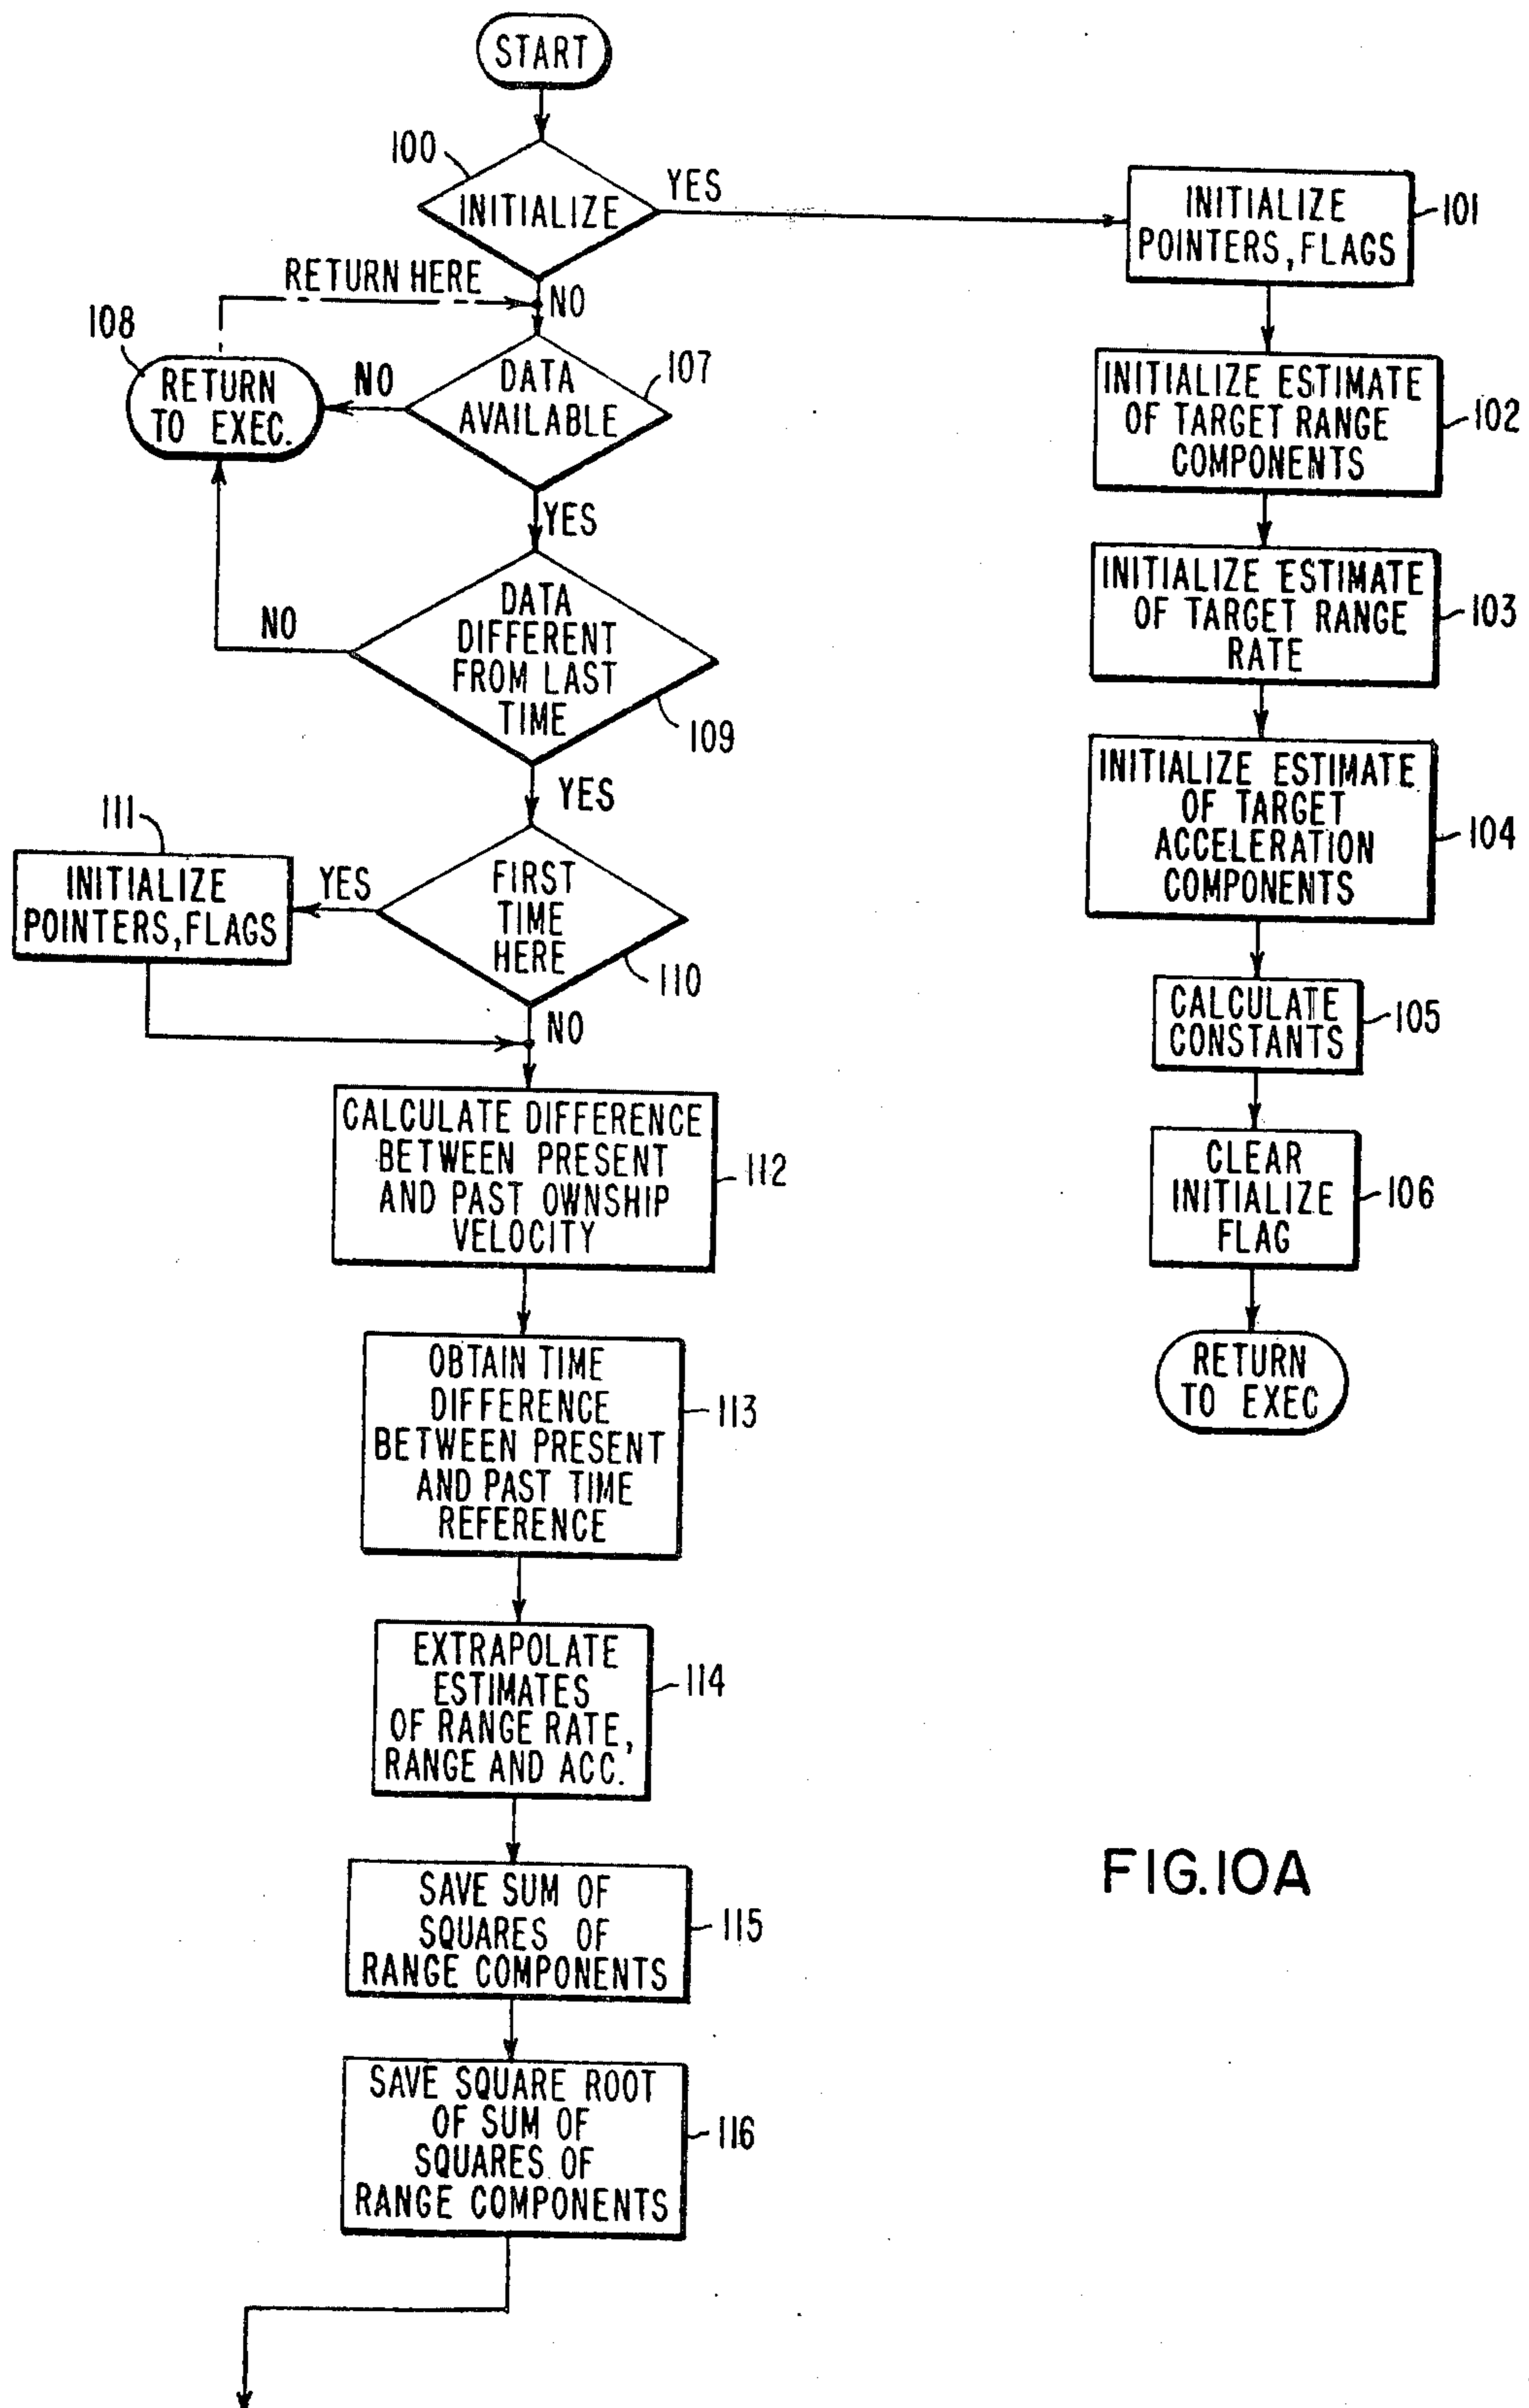 START
100
INITIALIZE
YES
INITIALIZE
POINTERS, FLAGS
101
RETURN HERE
NO
108
RETURN
TO EXEC.
NO
DATA
AVAILABLE
107
INITIALIZE ESTIMATE
OF TARGET RANGE
COMPONENTS
102
YES
NO
DATA
DIFFERENT
FROM LAST
TIME
109
INITIALIZE ESTIMATE
OF TARGET RANGE
RATE
103
YES
INITIALIZE ESTIMATE
OF TARGET
ACCELERATION
COMPONENTS
104
111
INITIALIZE
POINTERS, FLAGS
YES
FIRST
TIME
HERE
110
NO
CALCULATE
CONSTANTS
105
CALCULATE DIFFERENCE
BETWEEN PRESENT
AND PAST OWNSHIP
VELOCITY
112
CLEAR
INITIALIZE
FLAG
106
OBTAIN TIME
DIFFERENCE
BETWEEN PRESENT
AND PAST TIME
REFERENCE
113
RETURN
TO EXEC
EXTRAPOLATE
ESTIMATES
OF RANGE RATE,
RANGE AND ACC.
114
SAVE SUM OF
SQUARES OF
RANGE COMPONENTS
115
FIG.10A
SAVE SQUARE ROOT
OF SUM OF
SQUARES OF
RANGE COMPONENTS
116